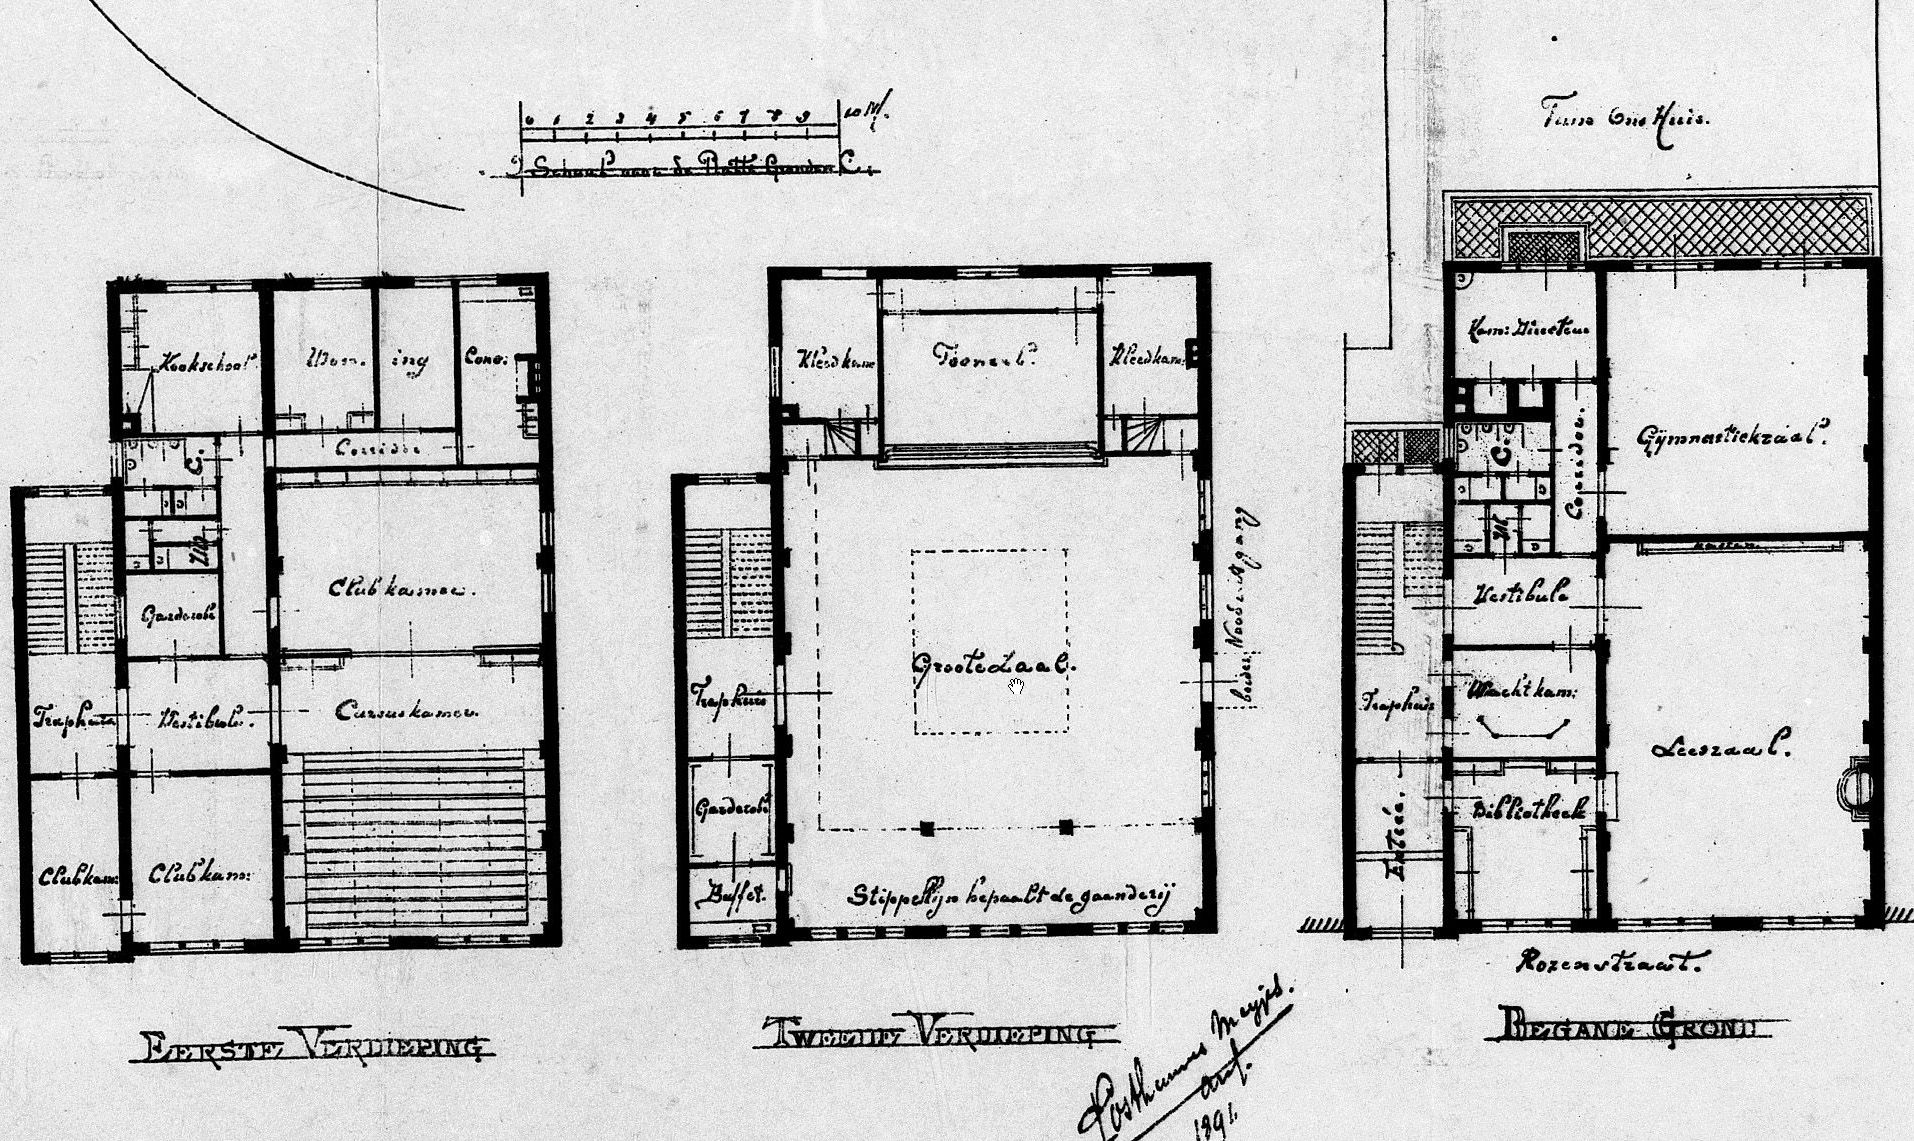 0 1 2 3 4 5 6 7 8 9 10 M.
Schaal voor de Platte Gronden
Tuin Ons Huis.
Kookschool
Won-
ing
Conc:
Corridor
C.
W
Garderobe
Clubkamer.
Cursuskamer.
Traphuis
Vestibule.
Clubkam:
Clubkam:
EERSTE VERDIEPING
Kleedkam:
Tooneel.
Kleedkam:
Groote Zaal.
Nooduitgang
Traphuis
Garderobe
Buffet.
Stippellijn bepaalt de gaanderij
TWEEDE VERDIEPING
Kam: Directeur
Gymnastiekzaal.
Corridor.
C.
W
Kasten
Vestibule
Wachtkam:
Traphuis
Leeszaal.
Bibliotheek
Entrée.
Rozenstraat.
BEGANE GROND
Posthumus Meyjes.
Arch.
1891.